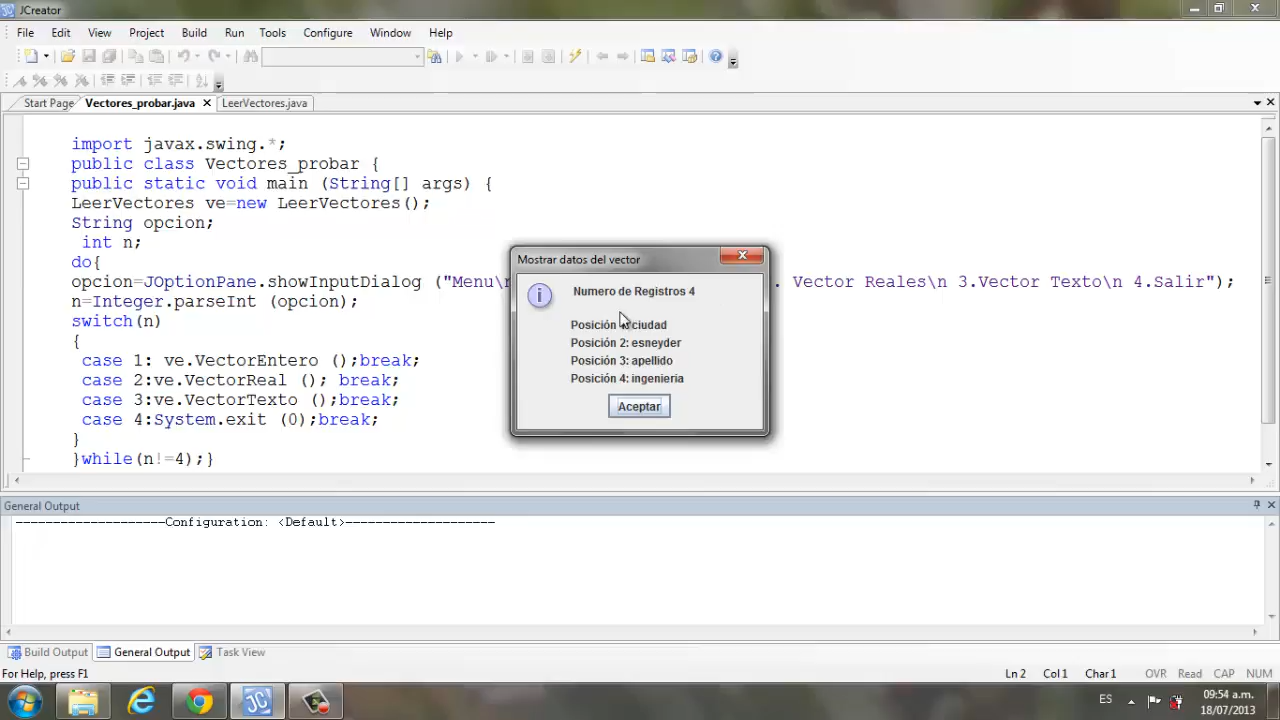 JCreator
File Edit View Project Build Run Tools Configure Window Help
Start Page Vectores_probar.java LeerVectores.java
import javax.swing.*;
public class Vectores_probar {
public static void main (String[] args) {
LeerVectores ve=new LeerVectores();
String opcion;
int n;
do{
opcion=JOptionPane.showInputDialog ("Menu\n . Vector Reales\n 3.Vector Texto\n 4.Salir");
n=Integer.parseInt (opcion);
switch(n)
{
case 1: ve.VectorEntero ();break;
case 2:ve.VectorReal (); break;
case 3:ve.VectorTexto ();break;
case 4:System.exit (0);break;
}
}while(n!=4);}
Mostrar datos del vector
Numero de Registros 4
Posición ciudad
Posición 2: esneyder
Posición 3: apellido
Posición 4: ingenieria
Aceptar
General Output
--------------------Configuration: <Default>--------------------
Build Output General Output Task View
For Help, press F1 Ln 2 Col 1 Char 1 OVR Read CAP NUM
ES 09:54 a.m.
18/07/2013